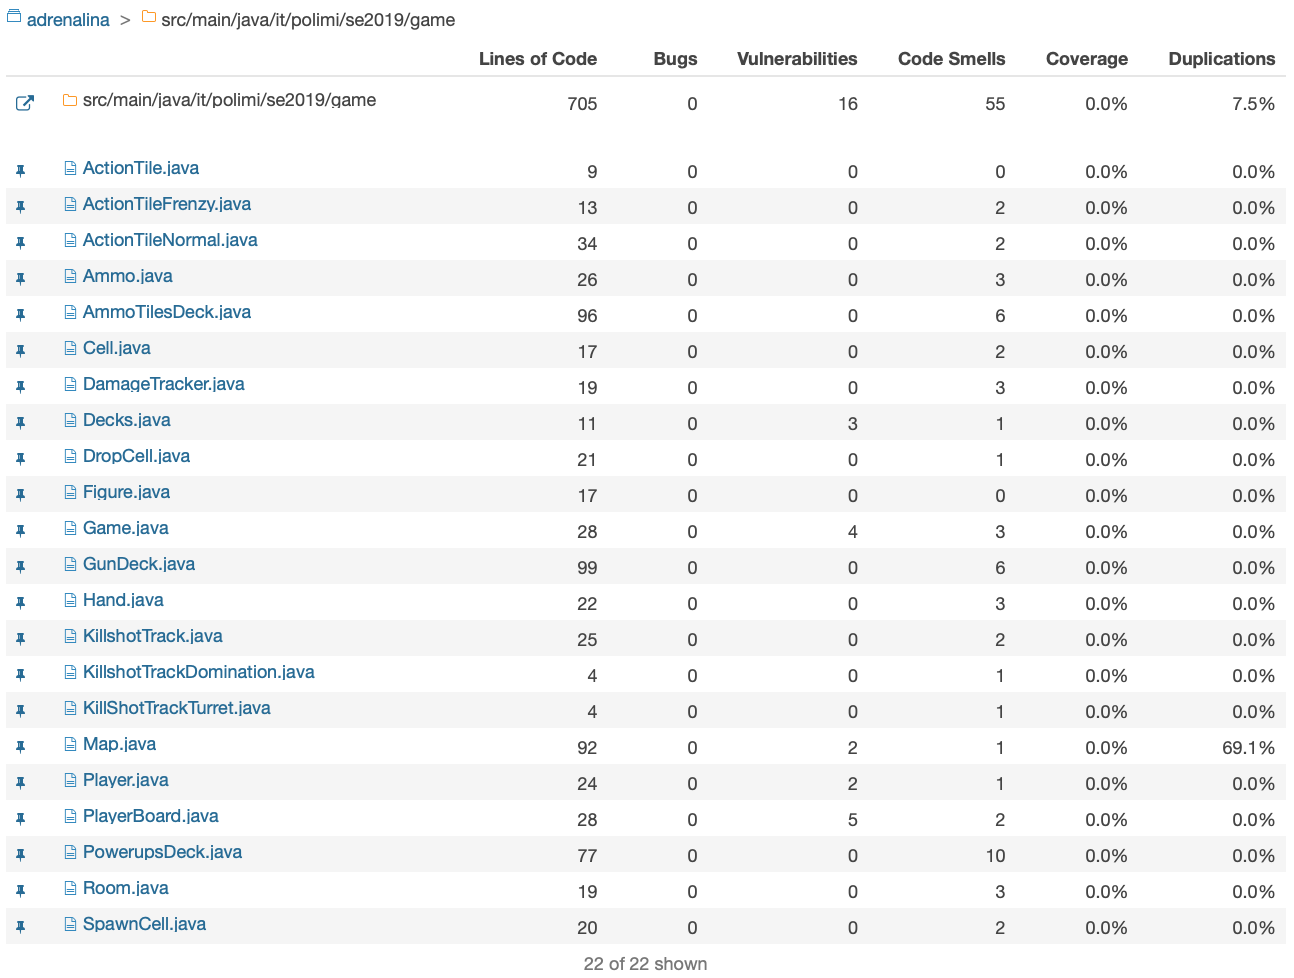 adrenalina > src/main/java/it/polimi/se2019/game
Lines of Code Bugs Vulnerabilities Code Smells Coverage Duplications
src/main/java/it/polimi/se2019/game 705 0 16 55 0.0% 7.5%
ActionTile.java 9 0 0 0 0.0% 0.0%
ActionTileFrenzy.java 13 0 0 2 0.0% 0.0%
ActionTileNormal.java 34 0 0 2 0.0% 0.0%
Ammo.java 26 0 0 3 0.0% 0.0%
AmmoTilesDeck.java 96 0 0 6 0.0% 0.0%
Cell.java 17 0 0 2 0.0% 0.0%
DamageTracker.java 19 0 0 3 0.0% 0.0%
Decks.java 11 0 3 1 0.0% 0.0%
DropCell.java 21 0 0 1 0.0% 0.0%
Figure.java 17 0 0 0 0.0% 0.0%
Game.java 28 0 4 3 0.0% 0.0%
GunDeck.java 99 0 0 6 0.0% 0.0%
Hand.java 22 0 0 3 0.0% 0.0%
KillshotTrack.java 25 0 0 2 0.0% 0.0%
KillshotTrackDomination.java 4 0 0 1 0.0% 0.0%
KillShotTrackTurret.java 4 0 0 1 0.0% 0.0%
Map.java 92 0 2 1 0.0% 69.1%
Player.java 24 0 2 1 0.0% 0.0%
PlayerBoard.java 28 0 5 2 0.0% 0.0%
PowerupsDeck.java 77 0 0 10 0.0% 0.0%
Room.java 19 0 0 3 0.0% 0.0%
SpawnCell.java 20 0 0 2 0.0% 0.0%
22 of 22 shown